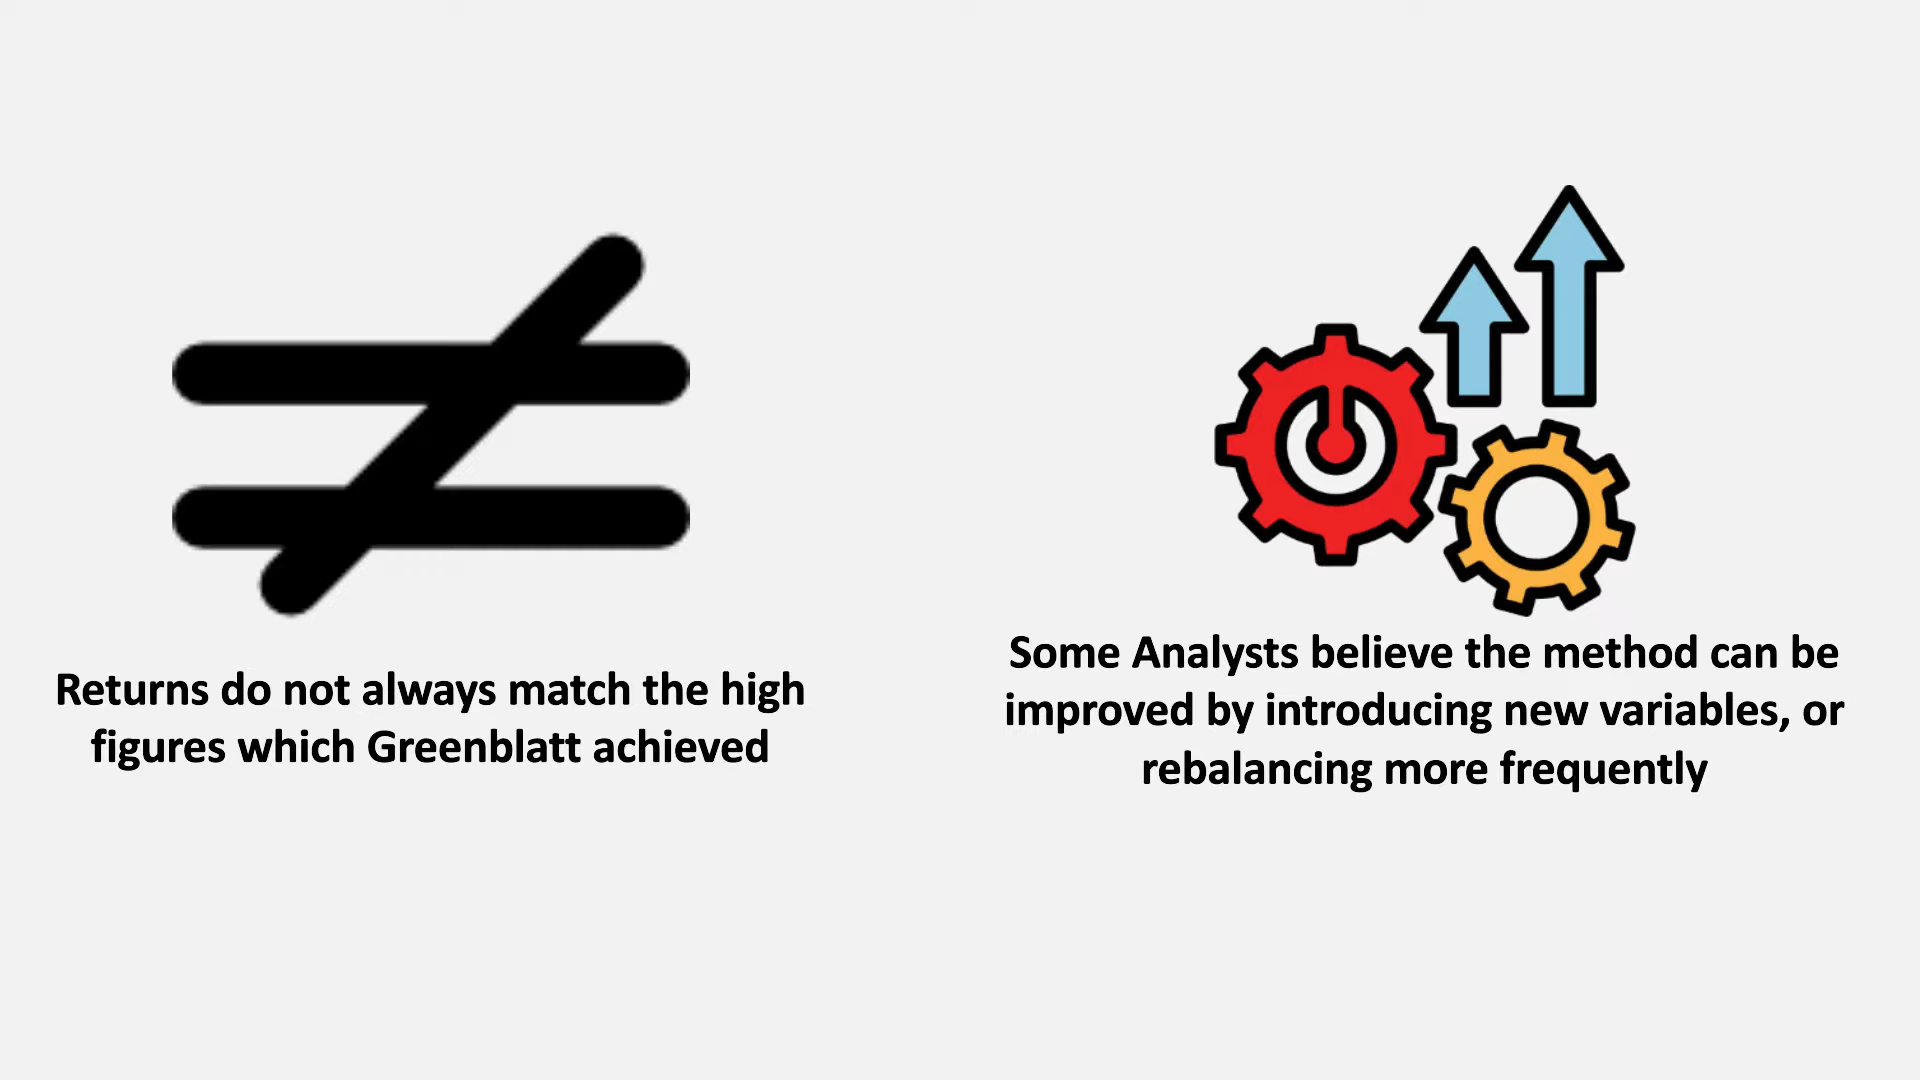 Returns do not always match the high
figures which Greenblatt achieved
Some Analysts believe the method can be
improved by introducing new variables, or
rebalancing more frequently